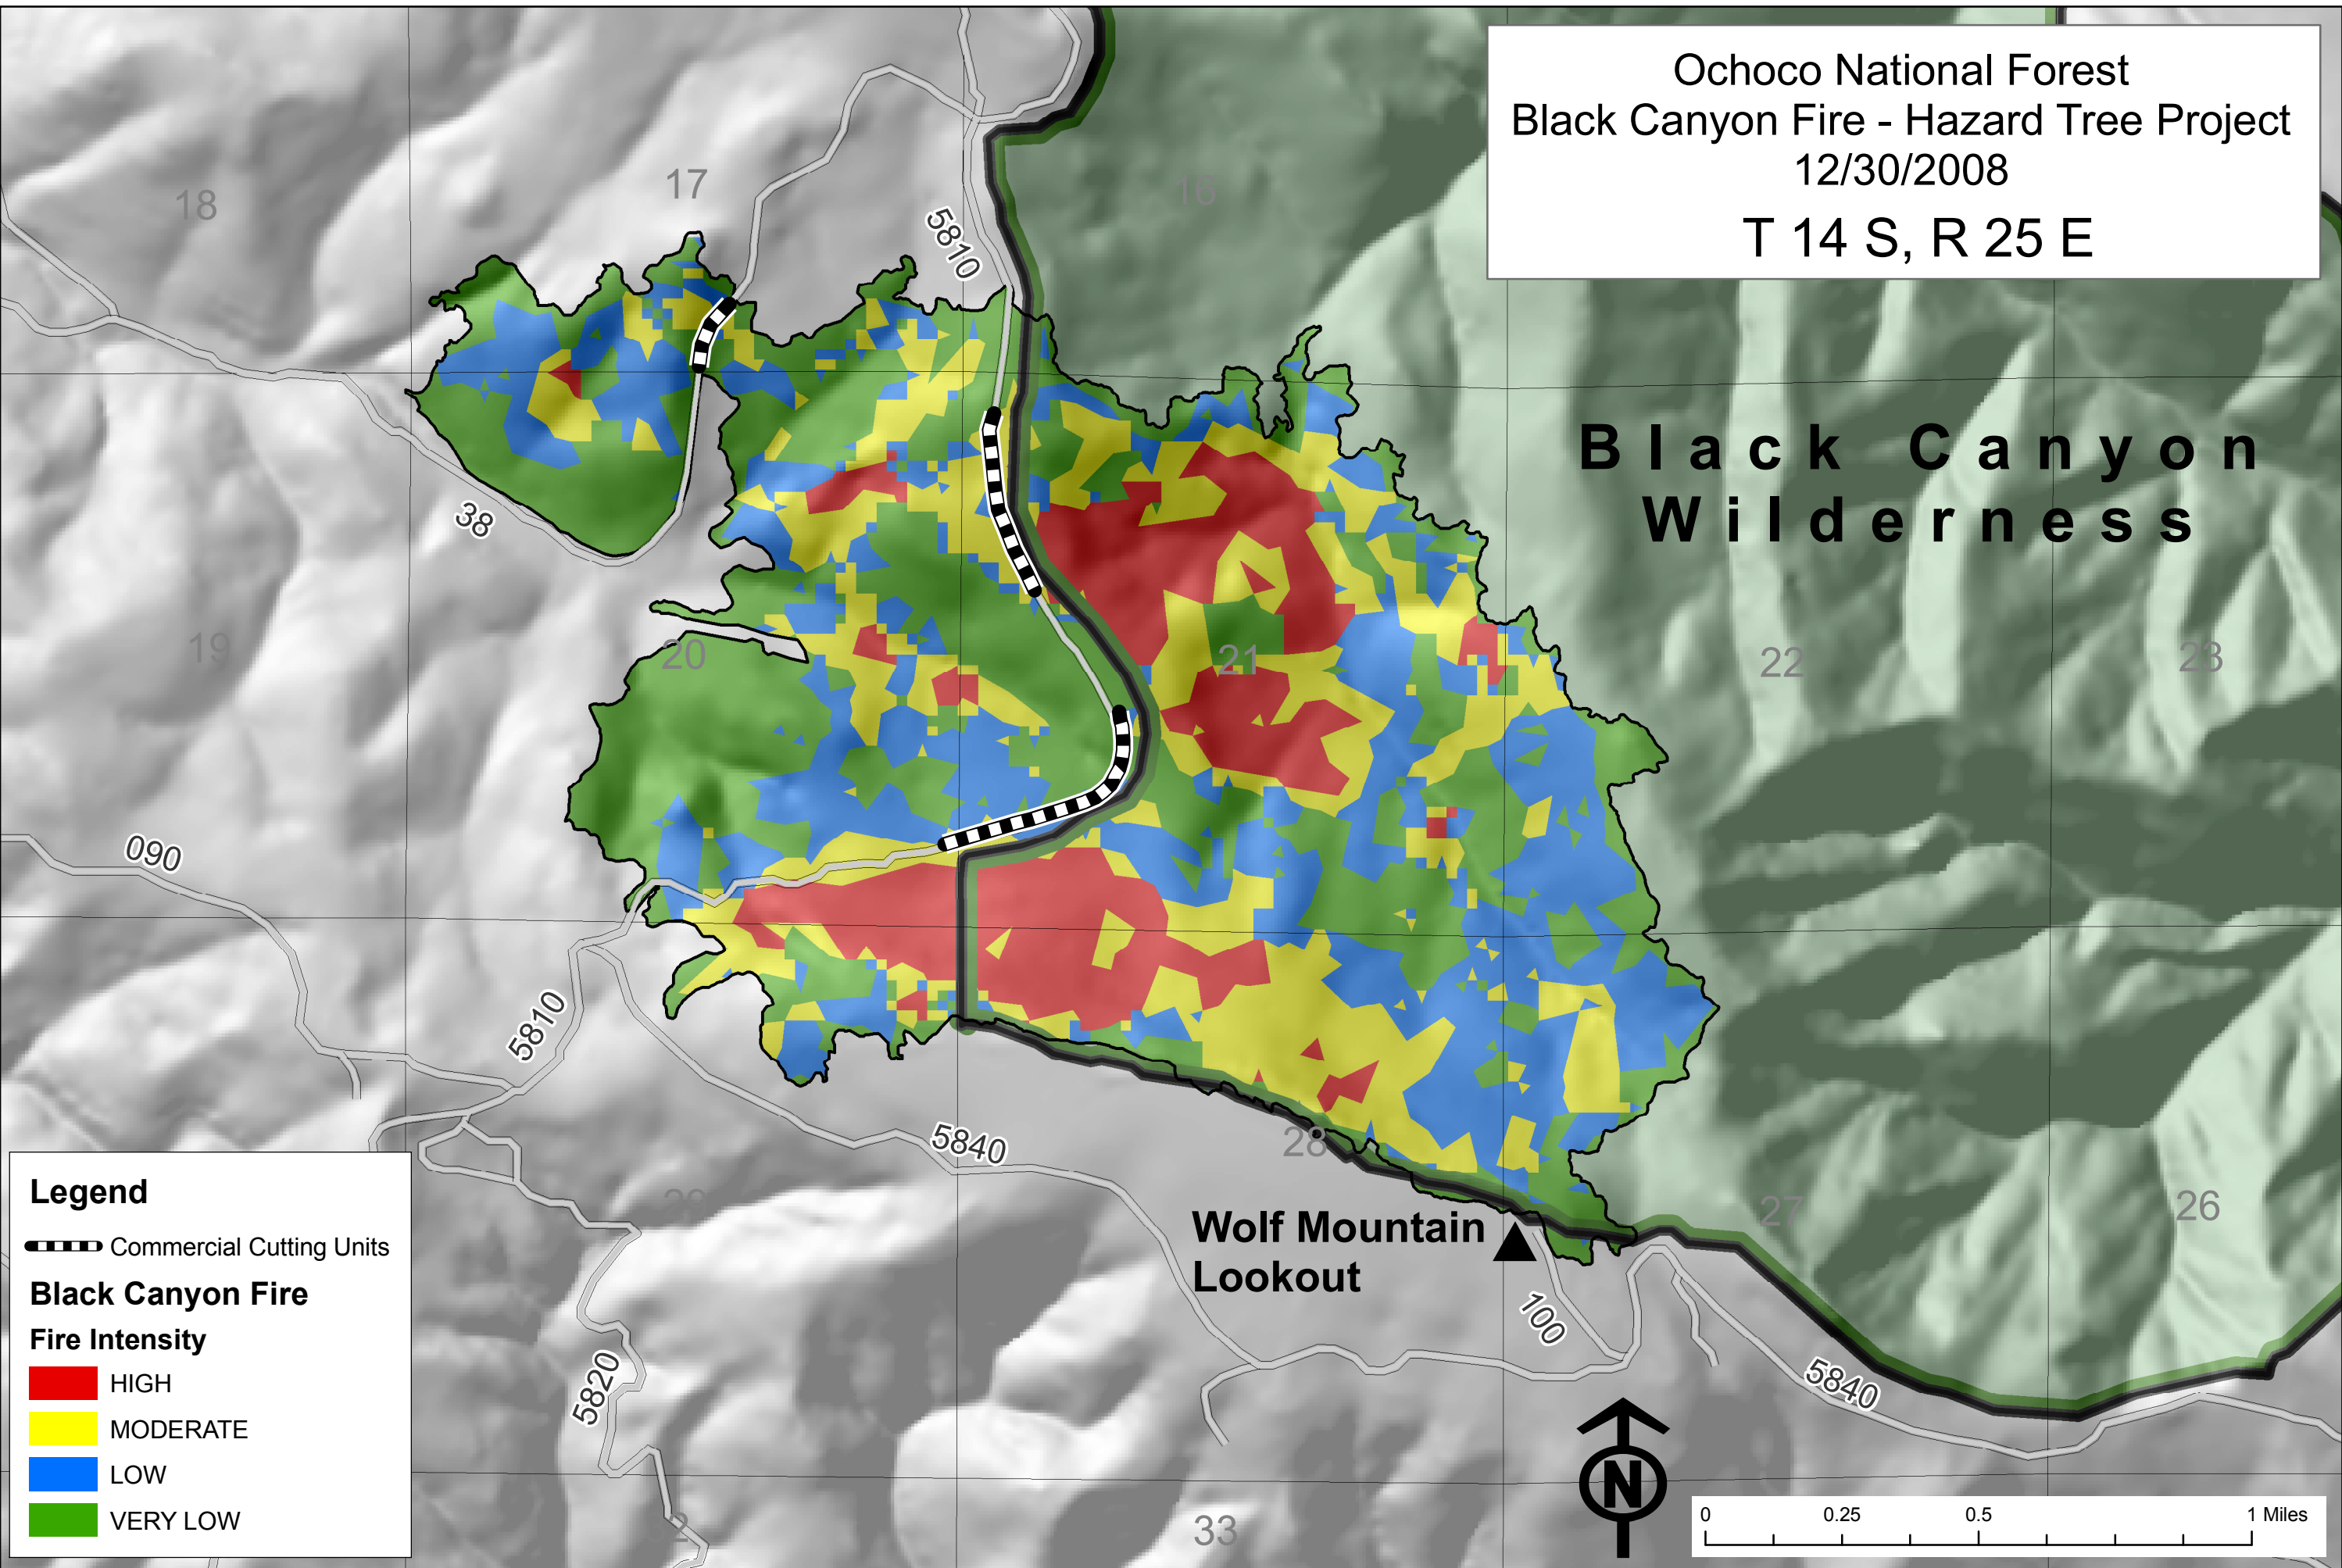 Ochoco National Forest
Black Canyon Fire - Hazard Tree Project
12/30/2008
T 14 S, R 25 E
17
16
18
5810
Black Canyon
Wilderness
38
19
20
21
22
23
090
5810
5840
28
29
27
26
Wolf Mountain
Lookout
100
5820
5840
33
2
Legend
Commercial Cutting Units
Black Canyon Fire
Fire Intensity
HIGH
MODERATE
LOW
VERY LOW
N
0 0.25 0.5 1 Miles